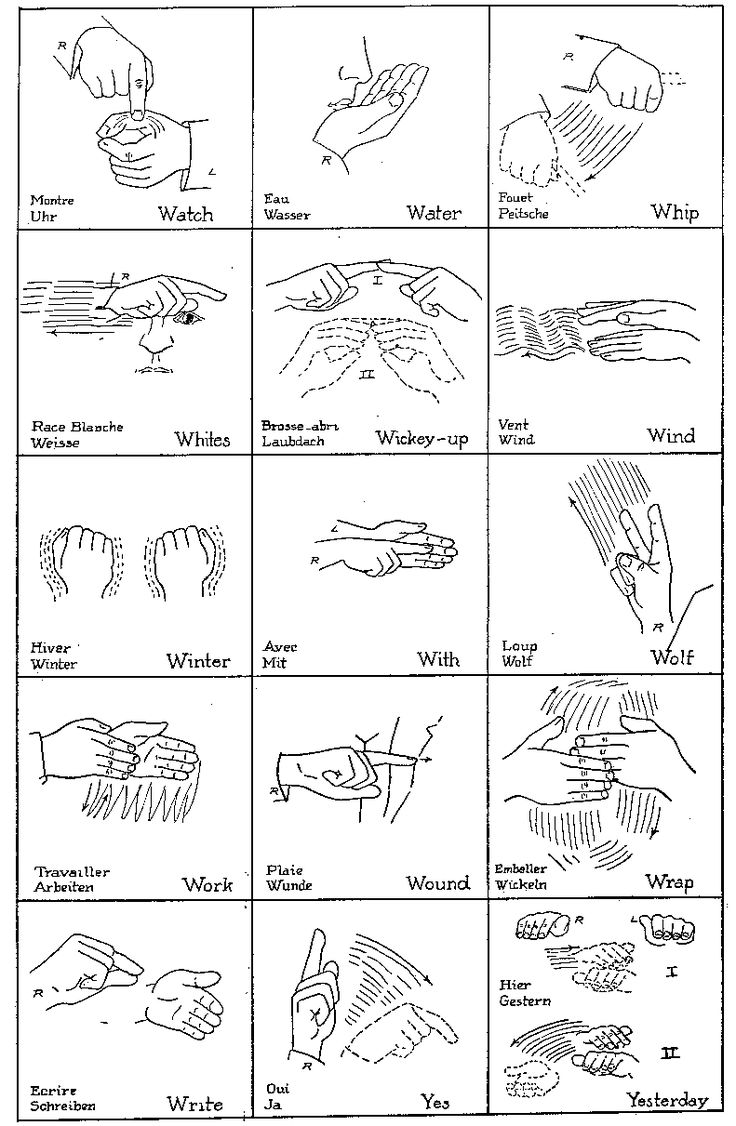 R
L
Montre
Uhr
Watch
R
Eau
Wasser
Water
R
Fouet
Peitsche
Whip
R
Race Blanche
Weisse
Whites
I
II
Brosse-abri
Laubdach
Wickey-up
Vent
Wind
Wind
Hiver
Winter
Winter
L
R
Avec
Mit
With
R
Loup
Wolf
Wolf
Travailler
Arbeiten
Work
R
Plaie
Wunde
Wound
Emballer
Wickeln
Wrap
R
Ecrire
Schreiben
Write
R
Oui
Ja
Yes
R
L
I
Hier
Gestern
II
Yesterday